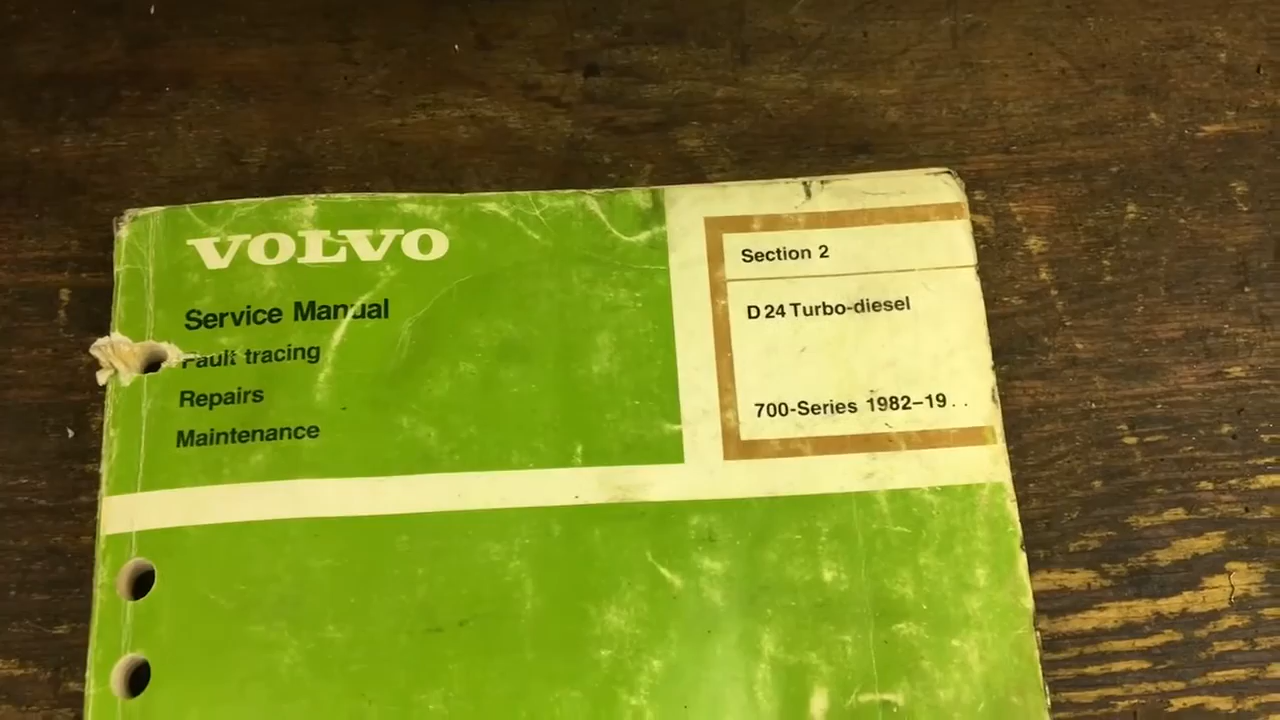 VOLVO
Service Manual
Fault tracing
Repairs
Maintenance
Section 2
D 24 Turbo-diesel
700-Series 1982–19 . .